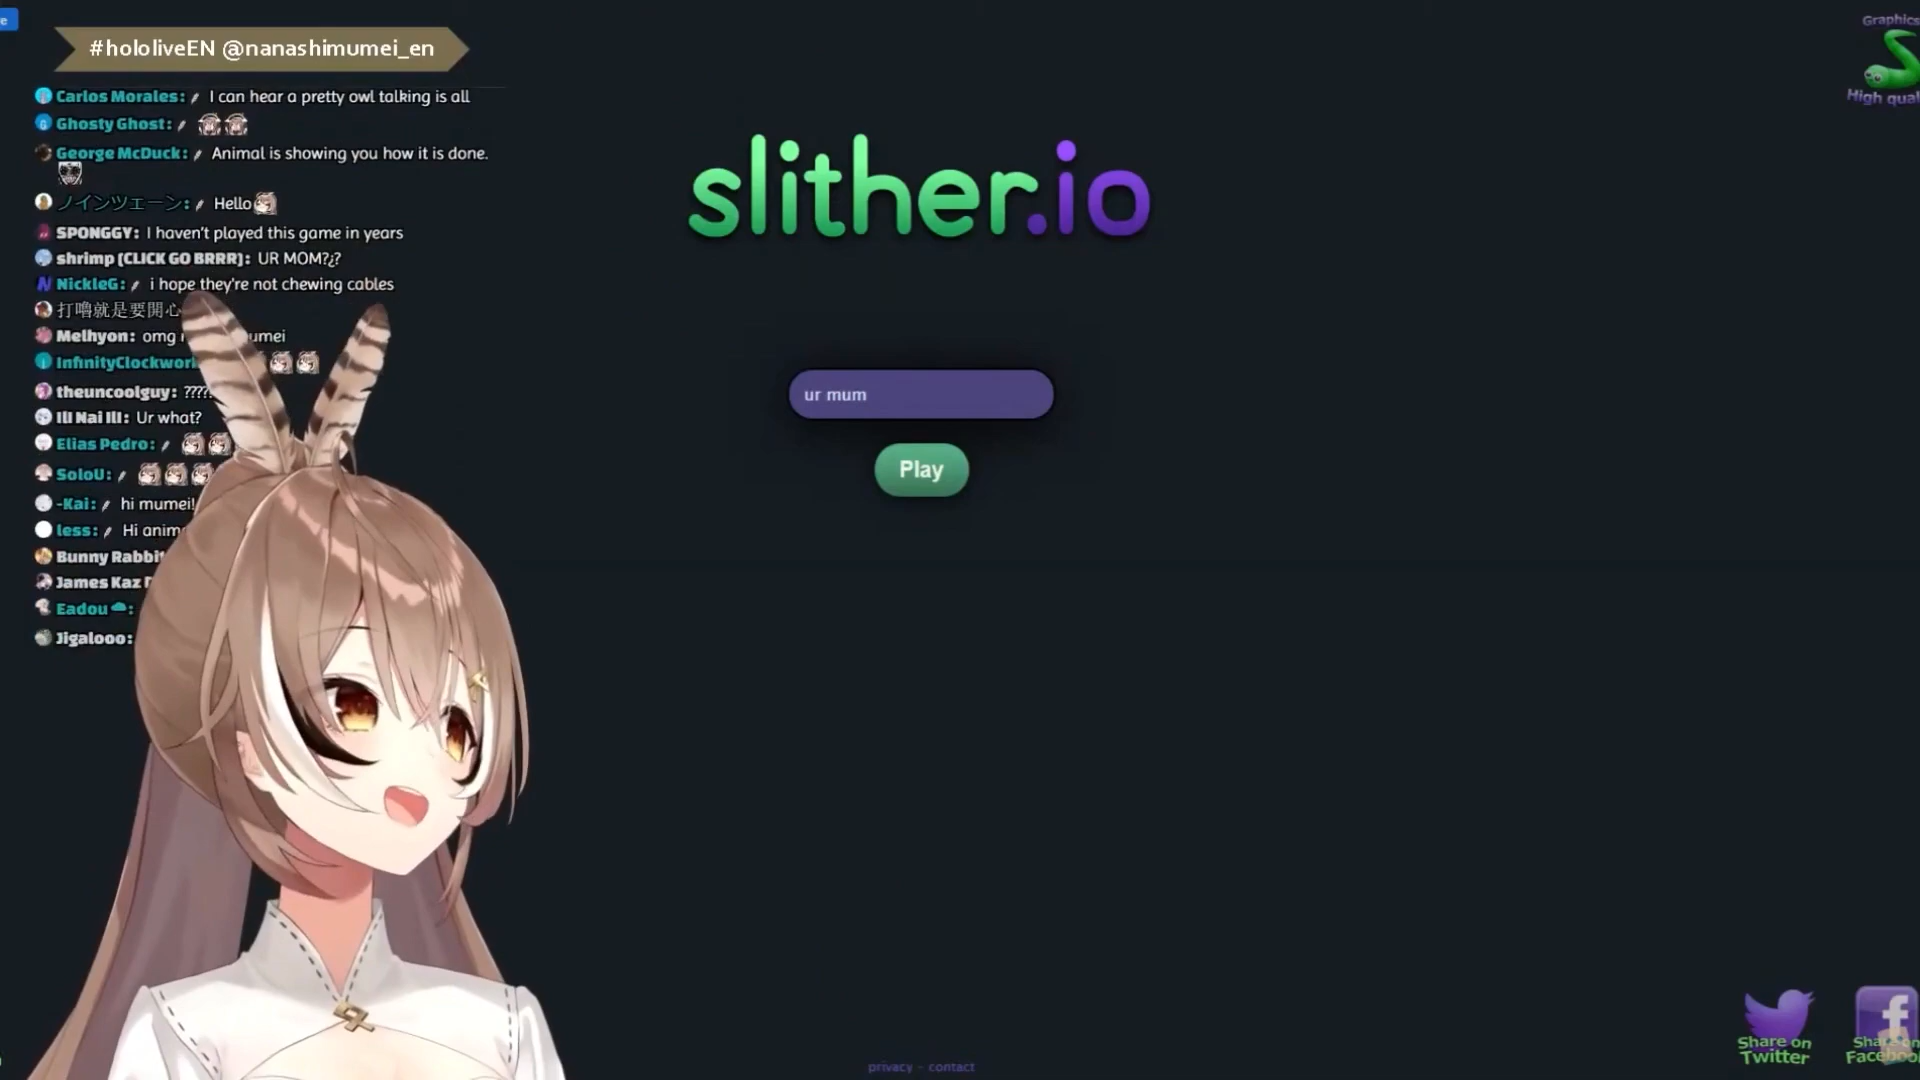 #hololiveEN @nanashimumei_en
Carlos Morales: I can hear a pretty owl talking is all
Ghosty Ghost:
George McDuck: Animal is showing you how it is done.
ノインツェーン: Hello
SPONGGY: I haven't played this game in years
shrimp (CLICK GO BRRR): UR MOM?¿?
NickleG: i hope they're not chewing cables
打嚕就是要開心
Melhyon: omg umei
InfinityClockwork
theuncoolguy: ????
IlI Nai IlI: Ur what?
Elias Pedro:
SoloU:
-Kai: hi mumei!
less: Hi anim
Bunny Rabbit
James Kaz
Eadou:
Jigalooo:
slither.io
ur mum
Play
Graphics
High qual
privacy - contact
Share on
Twitter
Share on
Facebook